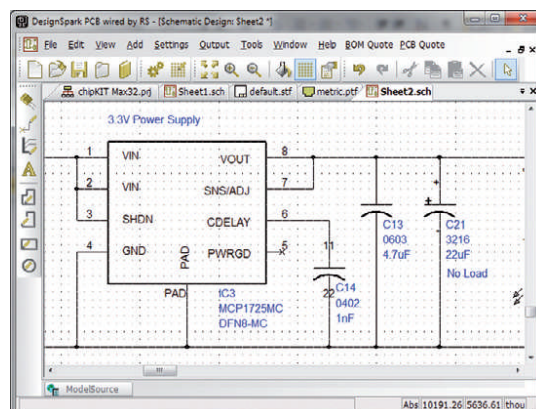 DesignSpark PCB wired by RS - [Schematic Design: Sheet2 *]
File Edit View Add Settings Output Tools Window Help BOM Quote PCB Quote
chipKIT Max32.prj Sheet1.sch default.stf metric.ptf Sheet2.sch
3.3V Power Supply
1 VIN VOUT 8
2 VIN SNS/ADJ 7
3 SHDN CDELAY 6
4 GND PAD PWRGD 5
11
PAD
22
IC3
MCP1725MC
DFN8-MC
C14
0402
1nF
C13
0603
4.7uF
+
+
C21
3216
22uF
No Load
ModelSource
Abs 10191.26 5636.61 thou